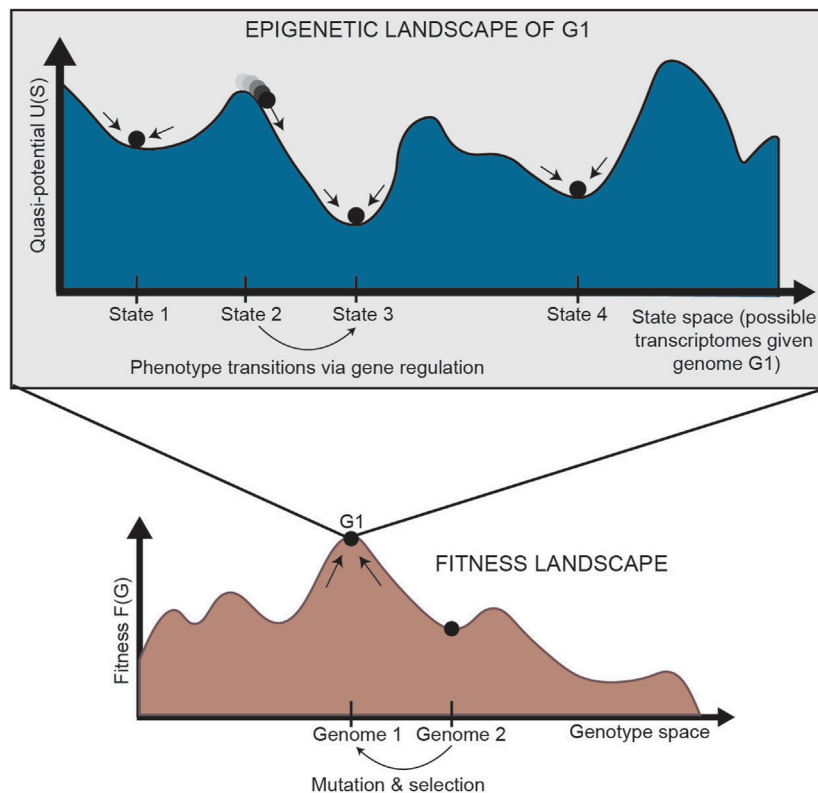 EPIGENETIC LANDSCAPE OF G1
Quasi-potential U(S)
State 1
State 2
State 3
State 4
State space (possible
transcriptomes given
genome G1)
Phenotype transitions via gene regulation
G1
FITNESS LANDSCAPE
Fitness F(G)
Genome 1
Genome 2
Genotype space
Mutation & selection